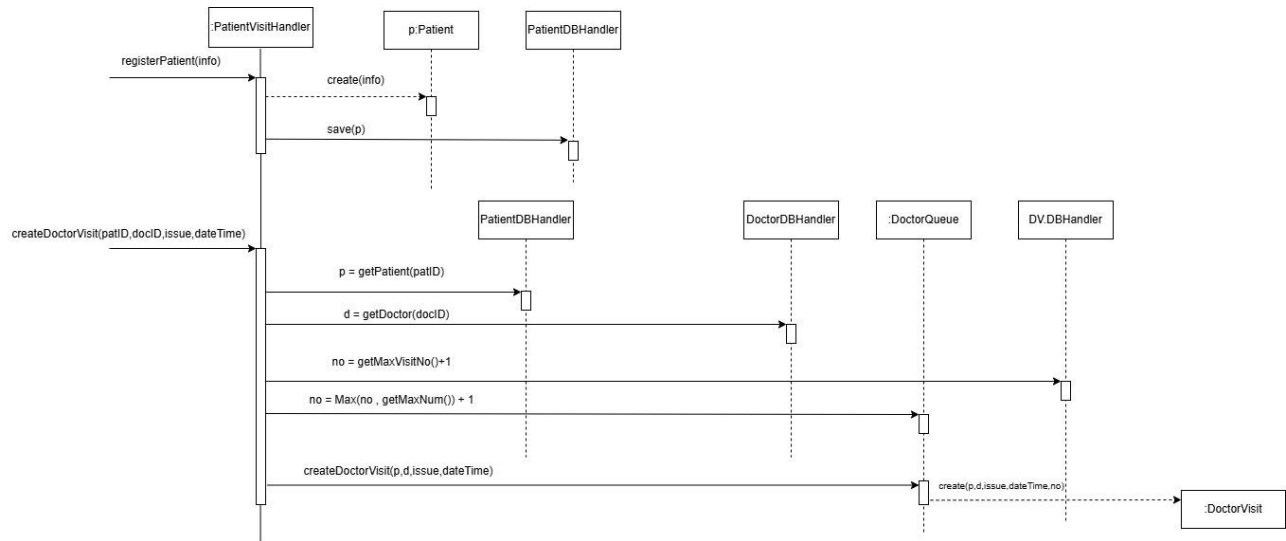 :PatientVisitHandler
p:Patient
PatientDBHandler
registerPatient(info)
create(info)
save(p)
PatientDBHandler
DoctorDBHandler
:DoctorQueue
DV.DBHandler
createDoctorVisit(patID,docID,issue,dateTime)
p = getPatient(patID)
d = getDoctor(docID)
no = getMaxVisitNo()+1
no = Max(no , getMaxNum()) + 1
createDoctorVisit(p,d,issue,dateTime)
create(p,d,issue,dateTime,no)
:DoctorVisit